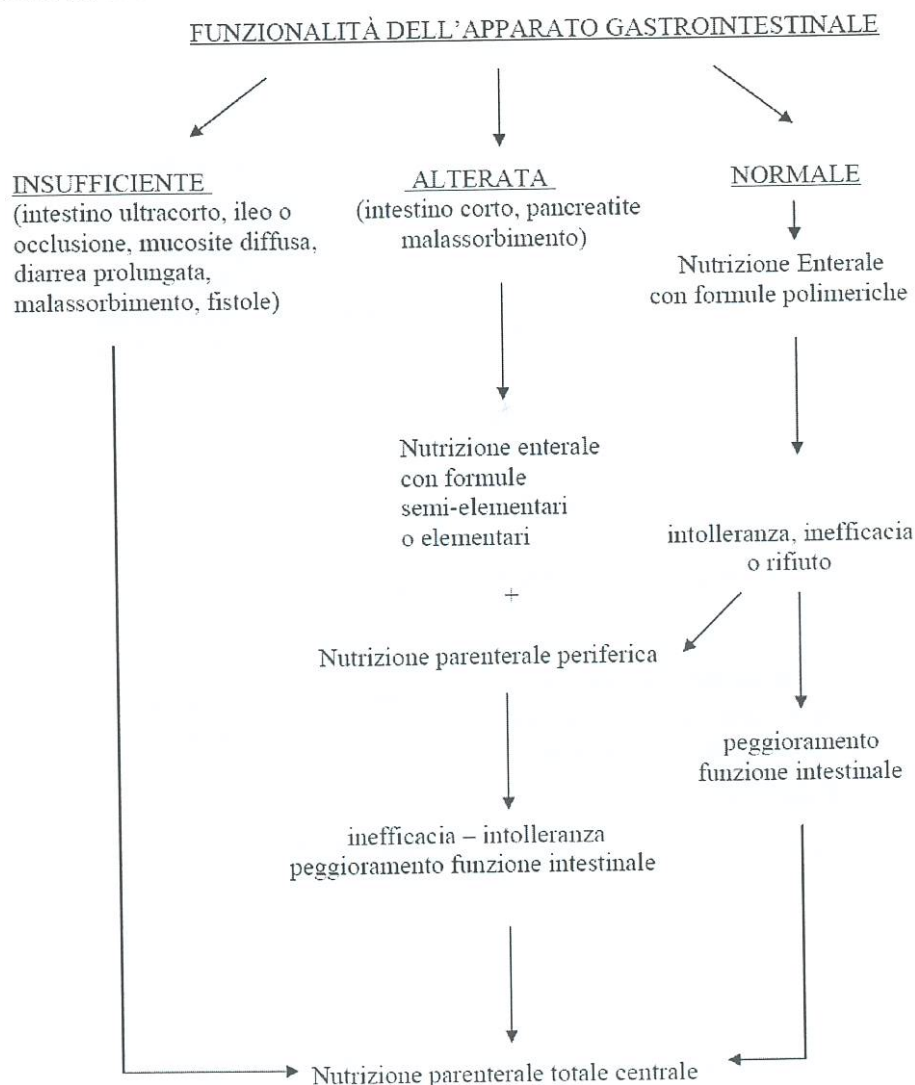 FUNZIONALITÀ DELL'APPARATO GASTROINTESTINALE
INSUFFICIENTE
(intestino ultracorto, ileo o
occlusione, mucosite diffusa,
diarrea prolungata,
malassorbimento, fistole)
ALTERATA
(intestino corto, pancreatite
malassorbimento)
NORMALE
Nutrizione Enterale
con formule polimeriche
Nutrizione enterale
con formule
semi-elementari
o elementari
+
Nutrizione parenterale periferica
intolleranza, inefficacia
o rifiuto
peggioramento
funzione intestinale
inefficacia – intolleranza
peggioramento funzione intestinale
Nutrizione parenterale totale centrale